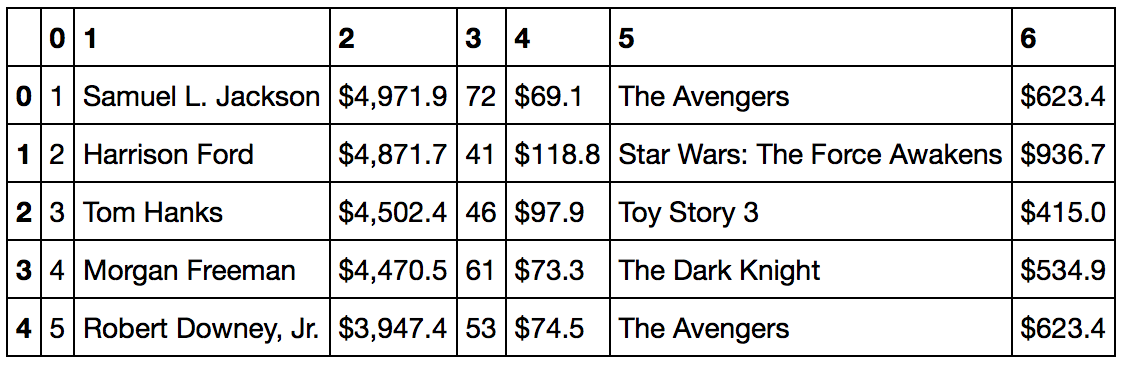 0 1 2 3 4 5 6
0 1 Samuel L. Jackson $4,971.9 72 $69.1 The Avengers $623.4
1 2 Harrison Ford $4,871.7 41 $118.8 Star Wars: The Force Awakens $936.7
2 3 Tom Hanks $4,502.4 46 $97.9 Toy Story 3 $415.0
3 4 Morgan Freeman $4,470.5 61 $73.3 The Dark Knight $534.9
4 5 Robert Downey, Jr. $3,947.4 53 $74.5 The Avengers $623.4